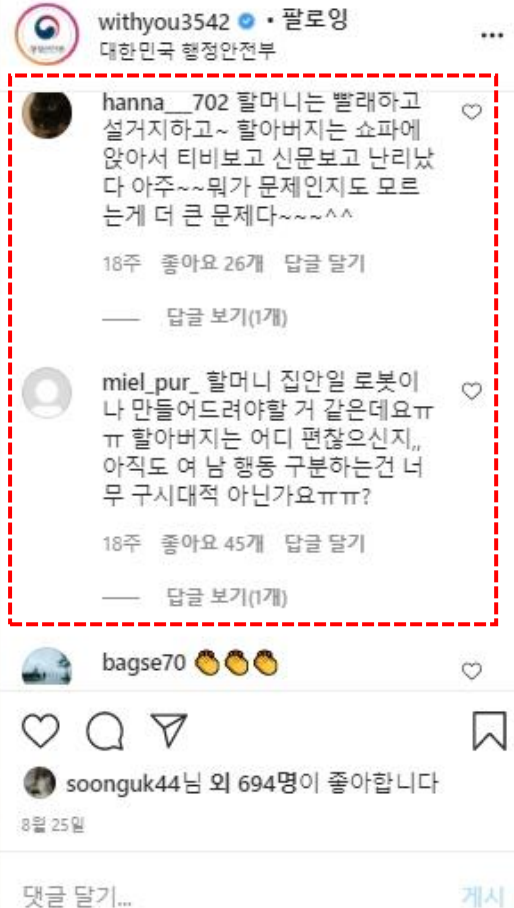 withyou3542 • 팔로잉
대한민국 행정안전부
hanna___702 할머니는 빨래하고
설거지하고~ 할아버지는 쇼파에
앉아서 티비보고 신문보고 난리났
다 아주~~뭐가 문제인지도 모르
는게 더 큰 문제다~~~^^
18주 좋아요 26개 답글 달기
답글 보기(1개)
miel_pur_ 할머니 집안일 로봇이
나 만들어드려야할 거 같은데요ㅠ
ㅠ 할아버지는 어디 편찮으신지,,
아직도 여 남 행동 구분하는건 너
무 구시대적 아닌가요ㅠㅠ?
18주 좋아요 45개 답글 달기
답글 보기(7개)
bagse70 👏👏👏
soonguk44님 외 694명이 좋아합니다
8월 25일
댓글 달기...
게시